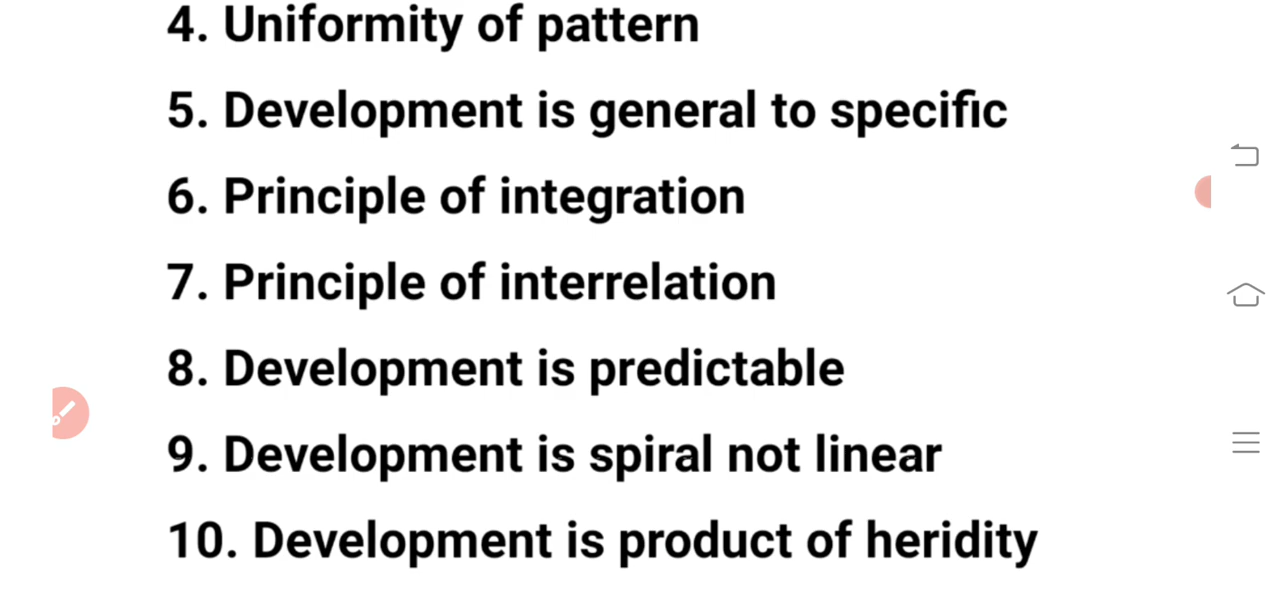 4. Uniformity of pattern
5. Development is general to specific
6. Principle of integration
7. Principle of interrelation
8. Development is predictable
9. Development is spiral not linear
10. Development is product of heridity